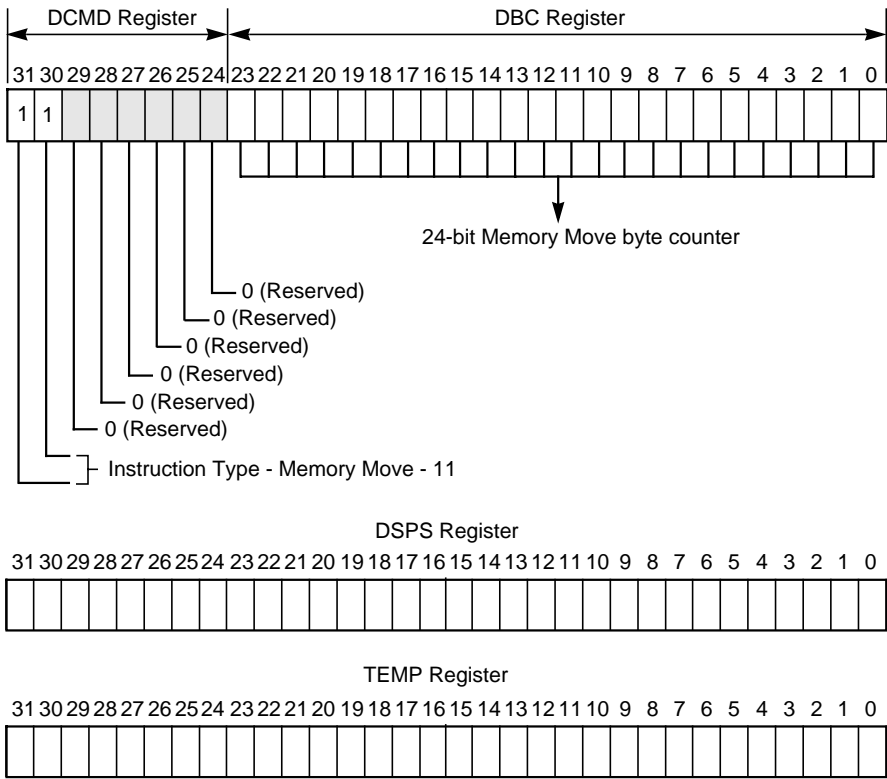 DCMD Register DBC Register
31 30 29 28 27 26 25 24 23 22 21 20 19 18 17 16 15 14 13 12 11 10 9 8 7 6 5 4 3 2 1 0
1 1
24-bit Memory Move byte counter
0 (Reserved)
0 (Reserved)
0 (Reserved)
0 (Reserved)
0 (Reserved)
0 (Reserved)
Instruction Type - Memory Move - 11
DSPS Register
31 30 29 28 27 26 25 24 23 22 21 20 19 18 17 16 15 14 13 12 11 10 9 8 7 6 5 4 3 2 1 0
TEMP Register
31 30 29 28 27 26 25 24 23 22 21 20 19 18 17 16 15 14 13 12 11 10 9 8 7 6 5 4 3 2 1 0